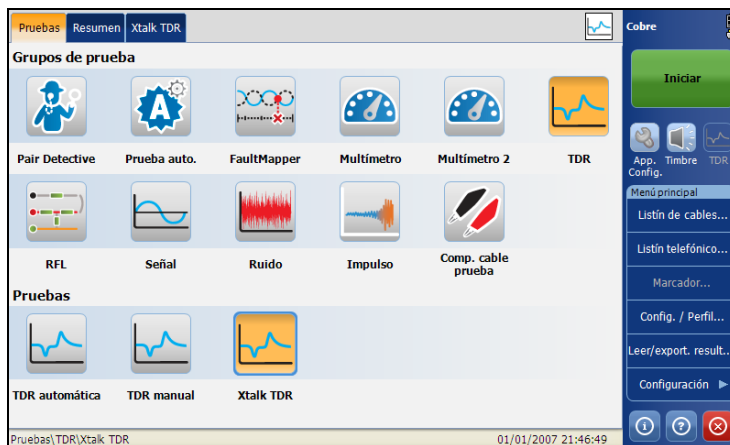 Pruebas Resumen Xtalk TDR
Grupos de prueba
Pair Detective Prueba auto. FaultMapper Multímetro Multímetro 2 TDR
RFL Señal Ruido Impulso Comp. cable
prueba
Pruebas
TDR automática TDR manual Xtalk TDR
Pruebas\TDR\Xtalk TDR 01/01/2007 21:46:49
Cobre
Iniciar
App. Timbre TDR
Config.
Menú principal
Listín de cables...
Listín telefónico...
Marcador...
Config. / Perfil...
Leer/export. result..
Configuración